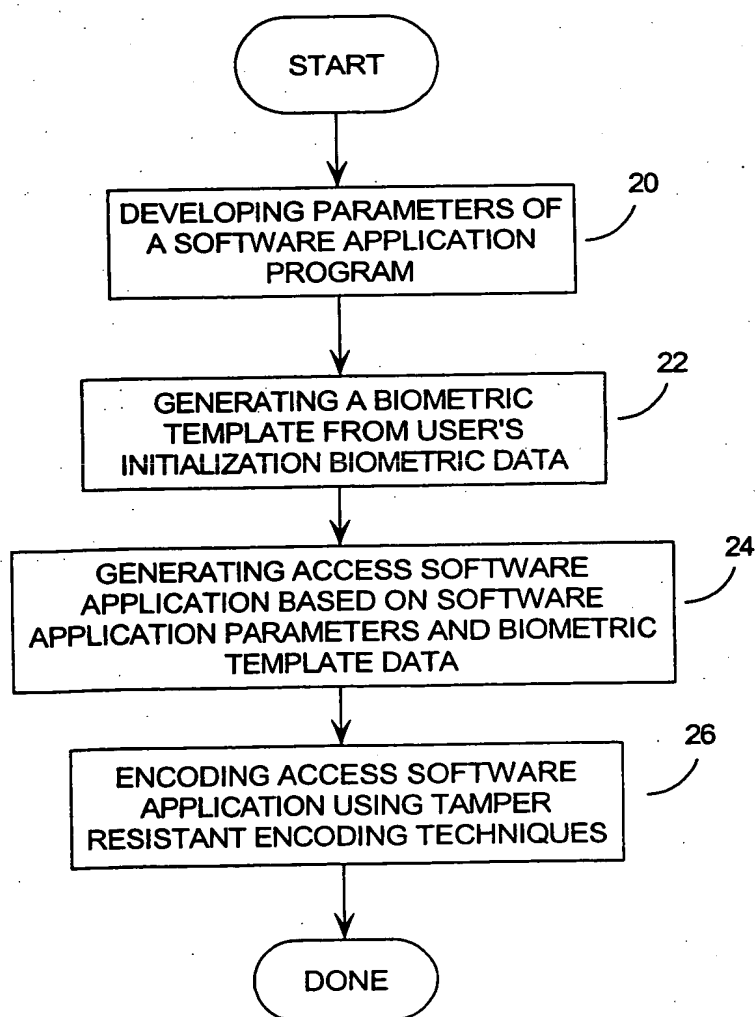 START
20
DEVELOPING PARAMETERS OF
A SOFTWARE APPLICATION
PROGRAM
22
GENERATING A BIOMETRIC
TEMPLATE FROM USER'S
INITIALIZATION BIOMETRIC DATA
24
GENERATING ACCESS SOFTWARE
APPLICATION BASED ON SOFTWARE
APPLICATION PARAMETERS AND BIOMETRIC
TEMPLATE DATA
26
ENCODING ACCESS SOFTWARE
APPLICATION USING TAMPER
RESISTANT ENCODING TECHNIQUES
DONE